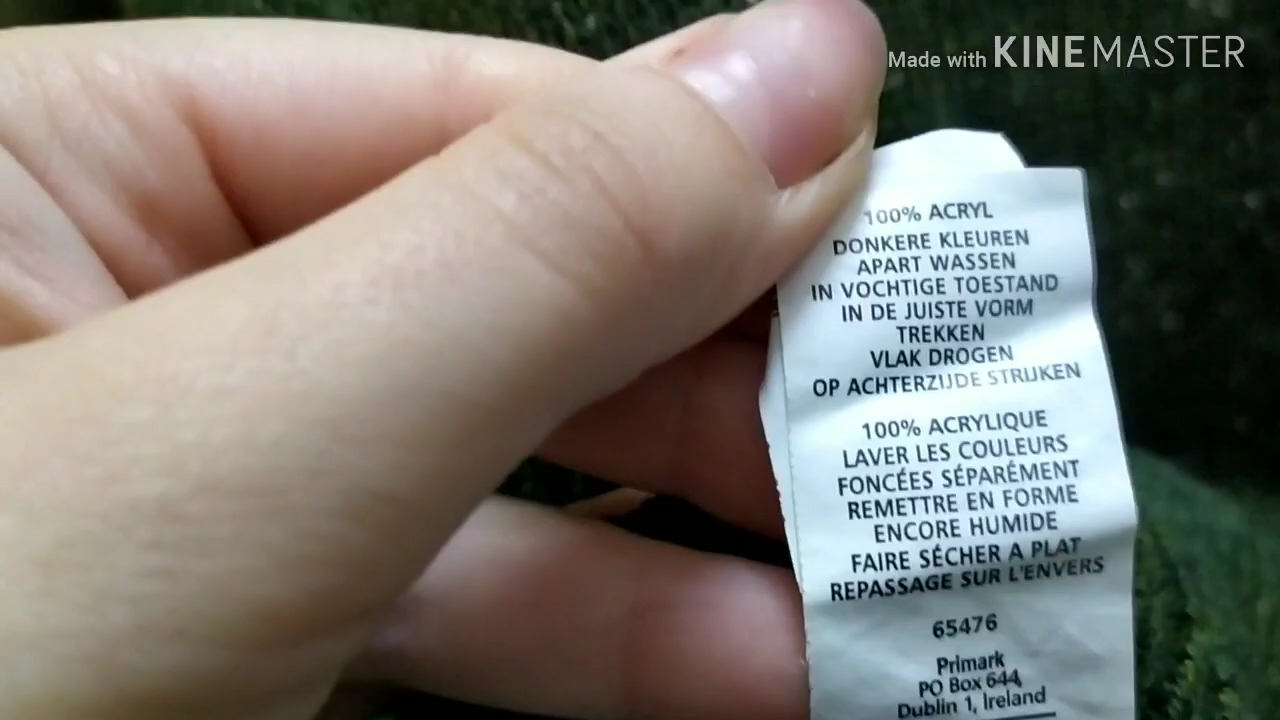 Made with KINEMASTER
100% ACRYL
DONKERE KLEUREN
APART WASSEN
IN VOCHTIGE TOESTAND
IN DE JUISTE VORM
TREKKEN
VLAK DROGEN
OP ACHTERZIJDE STRIJKEN
100% ACRYLIQUE
LAVER LES COULEURS
FONCÉES SÉPARÉMENT
REMETTRE EN FORME
ENCORE HUMIDE
FAIRE SÉCHER A PLAT
REPASSAGE SUR L'ENVERS
65476
Primark
PO Box 644,
Dublin 1, Ireland